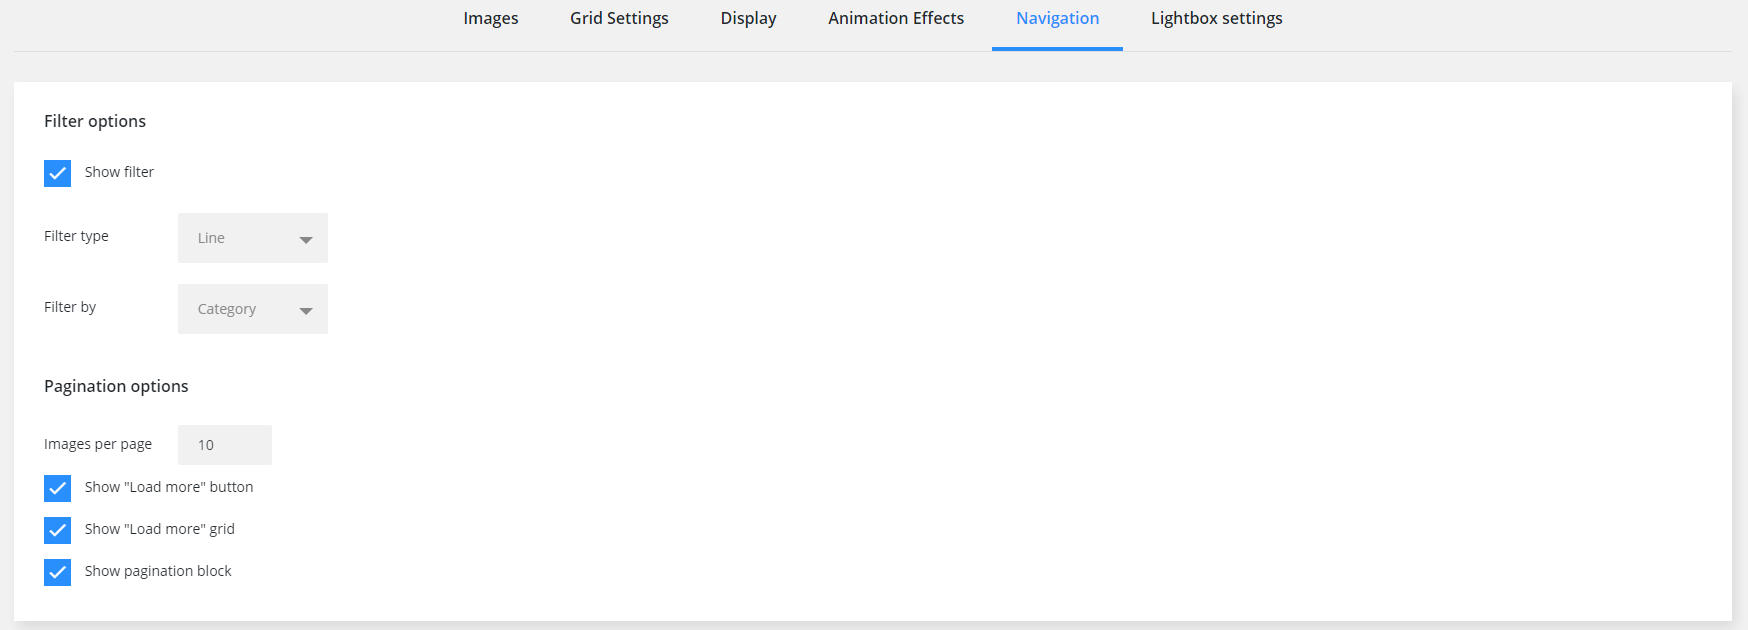 Images Grid Settings Display Animation Effects Navigation Lightbox settings
Filter options
Show filter
Filter type Line
Filter by Category
Pagination options
Images per page 10
Show "Load more" button
Show "Load more" grid
Show pagination block